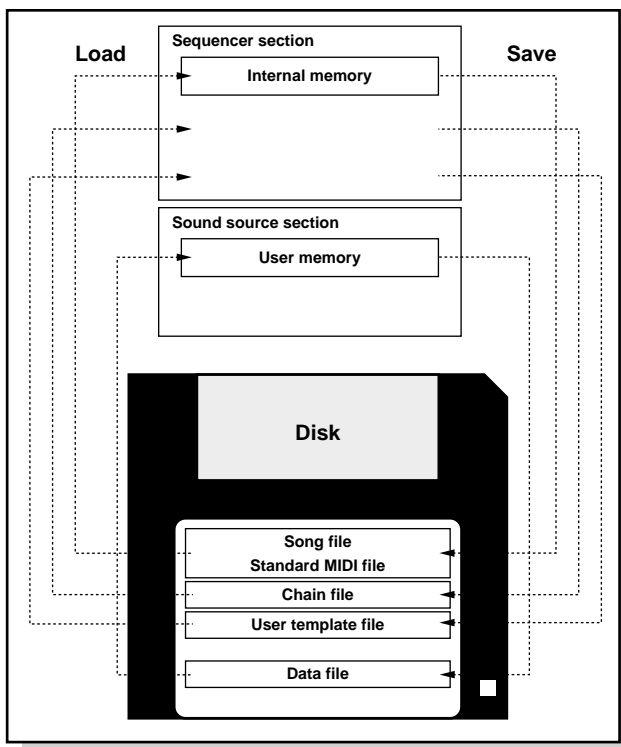 Load
Save
Sequencer section
Internal memory
Sound source section
User memory
Disk
Song file
Standard MIDI file
Chain file
User template file
Data file